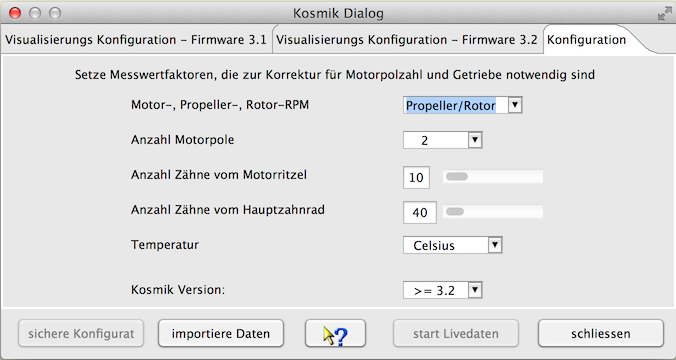 Kosmik Dialog
Visualisierungs Konfiguration - Firmware 3.1 Visualisierungs Konfiguration - Firmware 3.2 Konfiguration
Setze Messwertfaktoren, die zur Korrektur für Motorpolzahl und Getriebe notwendig sind
Motor-, Propeller-, Rotor-RPM Propeller/Rotor
Anzahl Motorpole 2
Anzahl Zähne vom Motorritzel 10
Anzahl Zähne vom Hauptzahnrad 40
Temperatur Celsius
Kosmik Version: >= 3.2
sichere Konfigurat importiere Daten ? start Livedaten schliessen